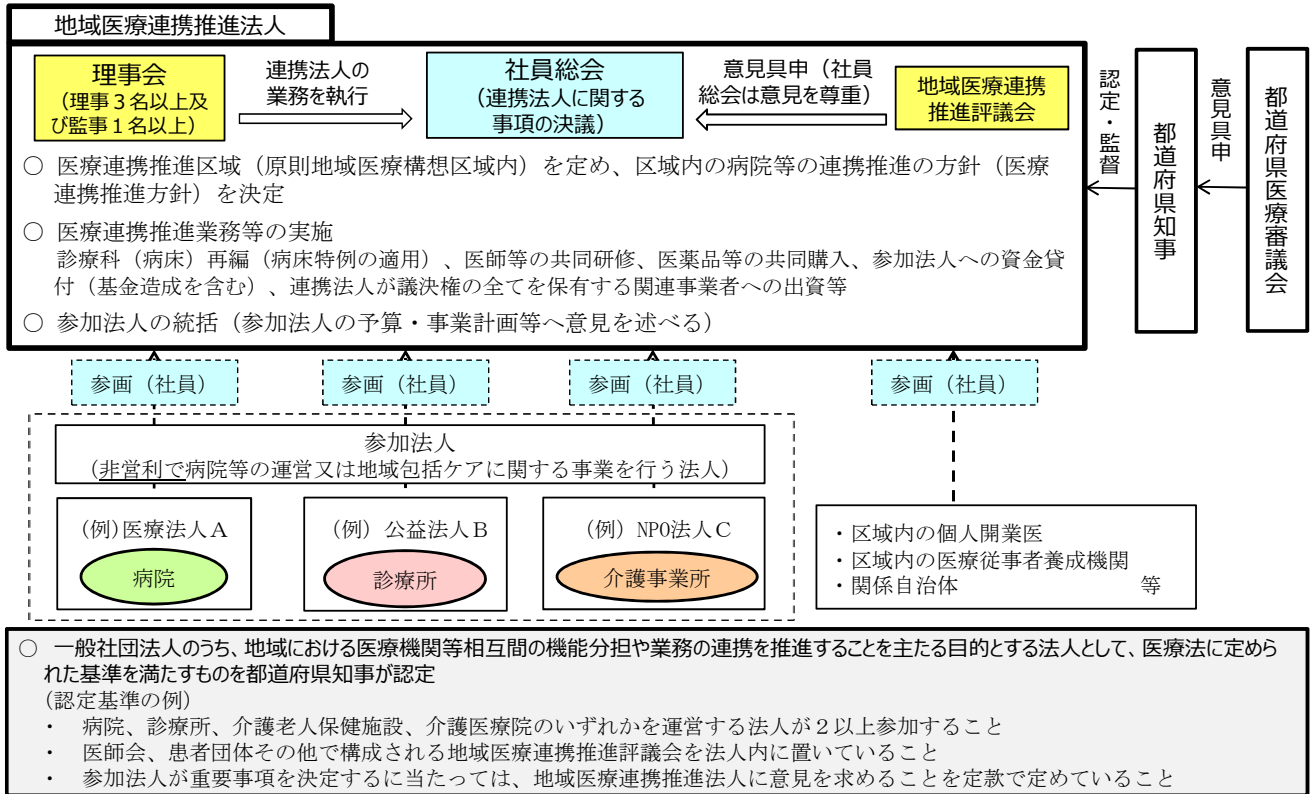 地域医療連携推進法人
理事会
(理事３名以上及
び監事１名以上)
連携法人の
業務を執行
社員総会
(連携法人に関する
事項の決議)
意見具申（社員
総会は意見を尊重）
地域医療連携
推進評議会
認定・監督
都道府県知事
意見具申
都道府県医療審議会
○ 医療連携推進区域（原則地域医療構想区域内）を定め、区域内の病院等の連携推進の方針（医療
連携推進方針）を決定
○ 医療連携推進業務等の実施
診療科（病床）再編（病床特例の適用）、医師等の共同研修、医薬品等の共同購入、参加法人への資金貸
付（基金造成を含む）、連携法人が議決権の全てを保有する関連事業者への出資等
○ 参加法人の統括（参加法人の予算・事業計画等へ意見を述べる）
参画（社員）
参画（社員）
参画（社員）
参画（社員）
参加法人
(非営利で病院等の運営又は地域包括ケアに関する事業を行う法人)
(例)医療法人Ａ
病院
(例) 公益法人Ｂ
診療所
(例) NPO法人Ｃ
介護事業所
・区域内の個人開業医
・区域内の医療従事者養成機関
・関係自治体 等
○ 一般社団法人のうち、地域における医療機関等相互間の機能分担や業務の連携を推進することを主たる目的とする法人として、医療法に定めら
れた基準を満たすものを都道府県知事が認定
(認定基準の例)
・ 病院、診療所、介護老人保健施設、介護医療院のいずれかを運営する法人が２以上参加すること
・ 医師会、患者団体その他で構成される地域医療連携推進評議会を法人内に置いていること
・ 参加法人が重要事項を決定するに当たっては、地域医療連携推進法人に意見を求めることを定款で定めていること